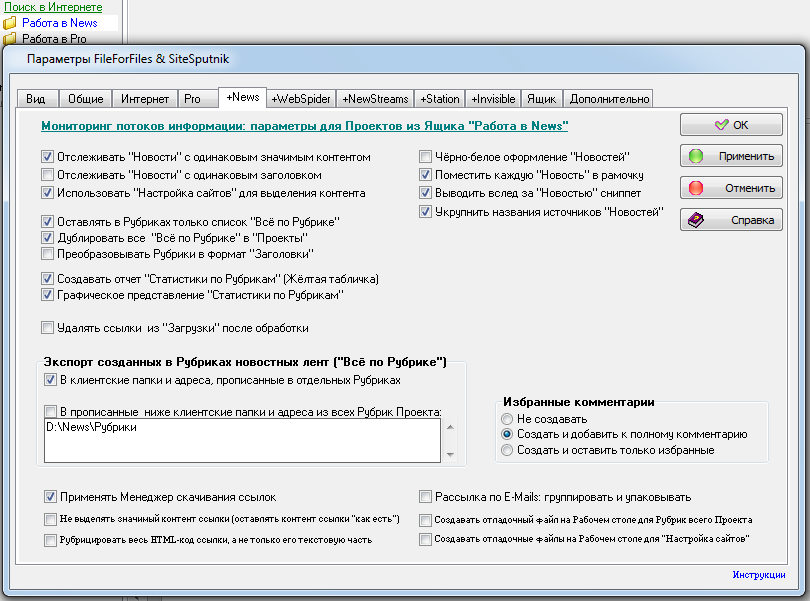 Поиск в Интернете
Работа в News
Работа в Pro
Параметры FileForFiles & SiteSputnik
Вид
Общие
Интернет
Pro
+News
+WebSpider
+NewStreams
+Station
+Invisible
Ящик
Дополнительно
Мониторинг потоков информации: параметры для Проектов из Ящика "Работа в News"
Отслеживать "Новости" с одинаковым значимым контентом
Отслеживать "Новости" с одинаковым заголовком
Использовать "Настройка сайтов" для выделения контента
Оставлять в Рубриках только список "Всё по Рубрике"
Дублировать все "Всё по Рубрике" в "Проекты"
Преобразовывать Рубрики в формат "Заголовки"
Создавать отчет "Статистики по Рубрикам" (Жёлтая табличка)
Графическое представление "Статистики по Рубрикам"
Удалять ссылки из "Загрузки" после обработки
Чёрно-белое оформление "Новостей"
Поместить каждую "Новость" в рамочку
Выводить вслед за "Новостью" сниппет
Укрупнить названия источников "Новостей"
OK
Применить
Отменить
Справка
Экспорт созданных в Рубриках новостных лент ("Всё по Рубрике")
В клиентские папки и адреса, прописанные в отдельных Рубриках
В прописанные ниже клиентские папки и адреса из всех Рубрик Проекта:
D:\News\Рубрики
Избранные комментарии
Не создавать
Создать и добавить к полному комментарию
Создать и оставить только избранные
Применять Менеджер скачивания ссылок
Не выделять значимый контент ссылки (оставлять контент ссылки "как есть")
Рубрицировать весь HTML-код ссылки, а не только его текстовую часть
Рассылка по E-Mails: группировать и упаковывать
Создавать отладочный файл на Рабочем столе для Рубрик всего Проекта
Создавать отладочные файлы на Рабочем столе для "Настройка сайтов"
Инструкции